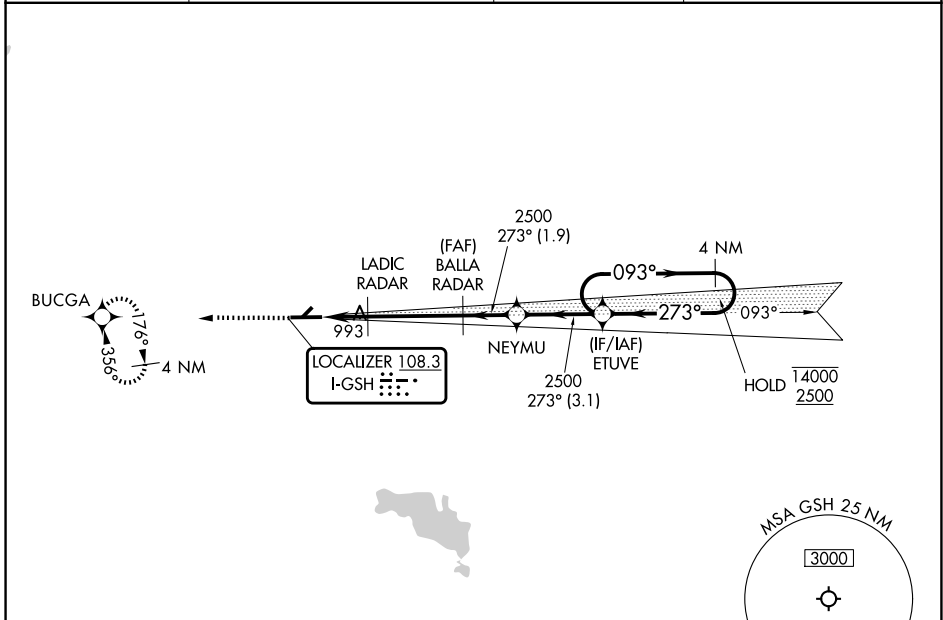 2500
273° (1.9)
(FAF)
BALLA
RADAR
LADIC
RADAR
4 NM
093°
BUCGA
176°
356°
4 NM
993
273°
093°
NEYMU
(IF/IAF)
ETUVE
LOCALIZER 108.3
I-GSH
2500
273° (3.1)
HOLD 14000
2500
MSA GSH 25 NM
3000